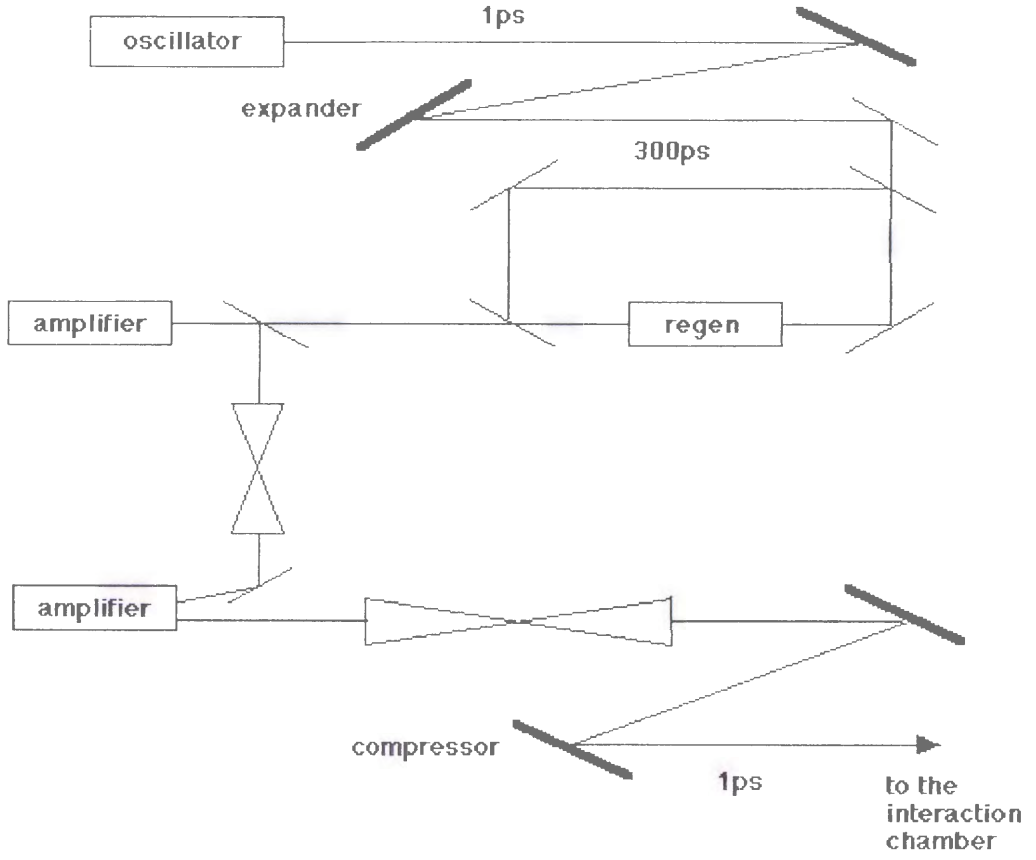 1ps
oscillator
expander
300ps
amplifier
regen
amplifier
compressor
1ps
to the
interaction
chamber